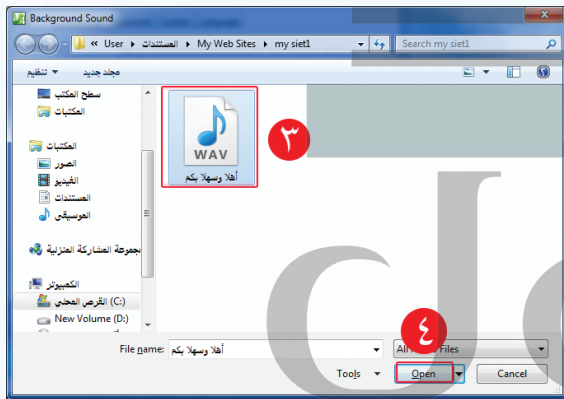 Background Sound
« User ▸ المستندات ▸ My Web Sites ▸ my siet1
Search my siet1
تنظيم ▾ مجلد جديد
سطح المكتب
المكتبات
المكتبات
الصور
الفيديو
المستندات
الموسيقى
مجموعة المشاركة المنزلية
الكمبيوتر
القرص المحلي (C:)
New Volume (D:)
WAV
أهلا وسهلا بكم
٣
File name: أهلا وسهلا بكم
Files
٤
Tools
Open
Cancel